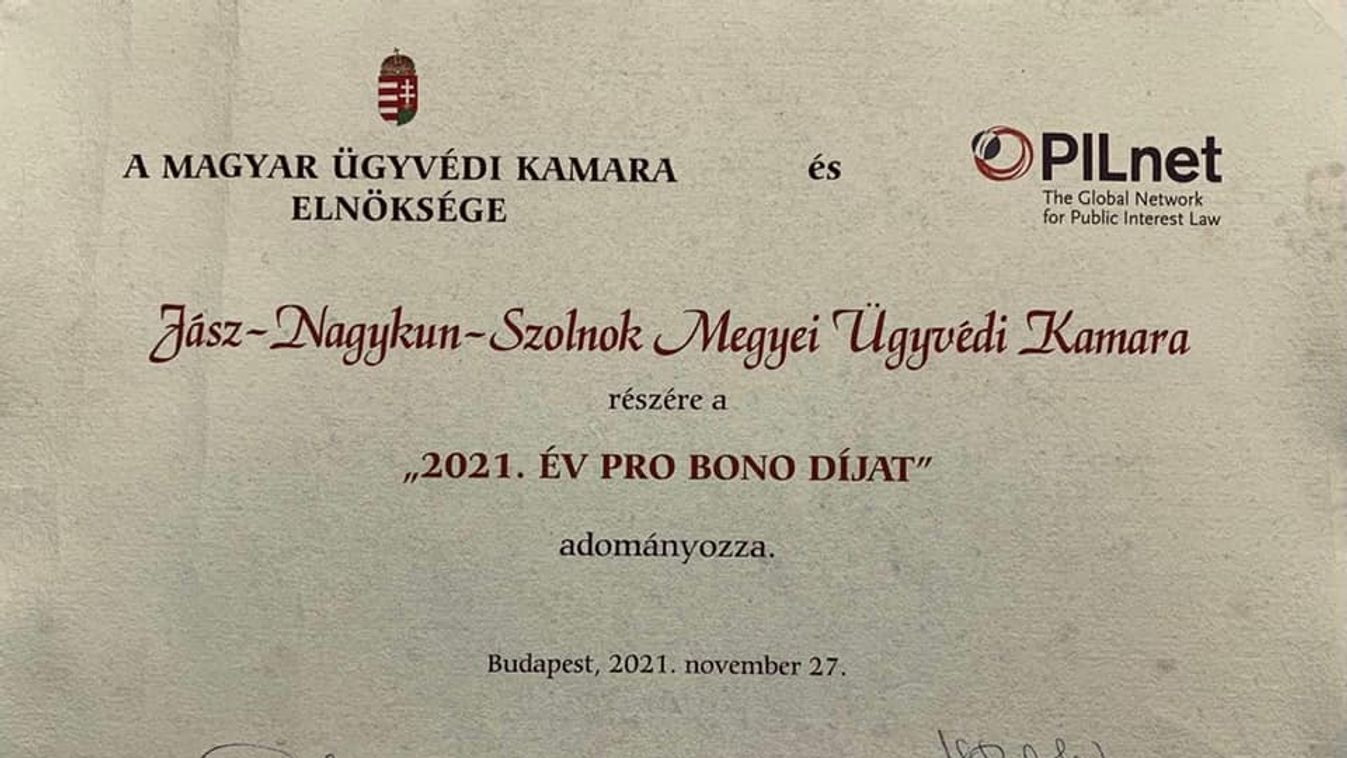 A MAGYAR ÜGYVÉDI KAMARA
ELNÖKSÉGE
és
PILnet
The Global Network
for Public Interest Law
Jász-Nagykun-Szolnok Megyei Ügyvédi Kamara
részére a
„2021. ÉV PRO BONO DÍJAT”
adományozza.
Budapest, 2021. november 27.